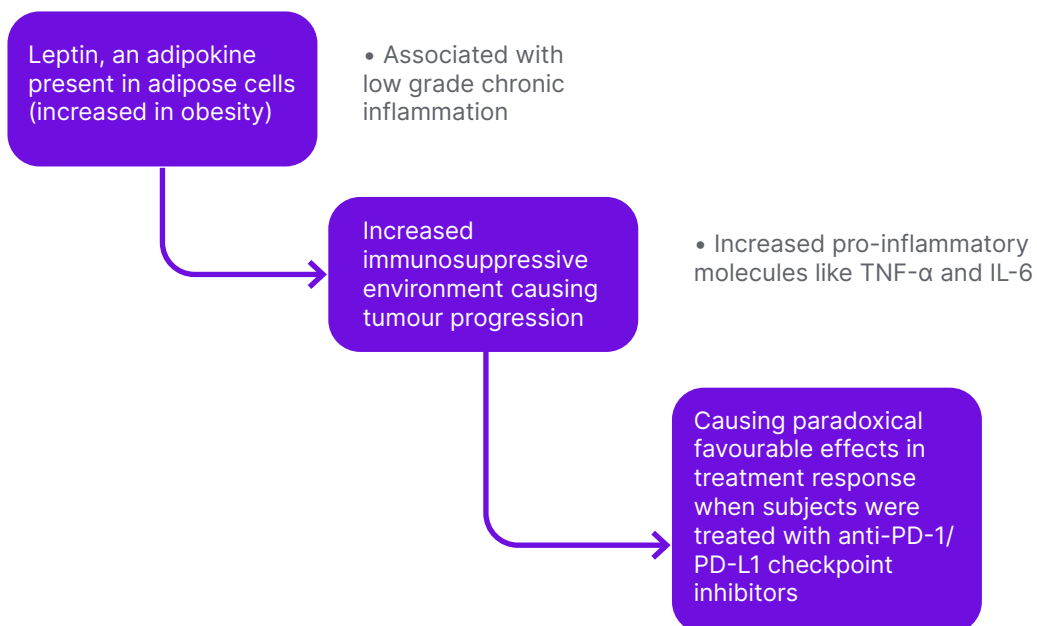 Leptin, an adipokine
present in adipose cells
(increased in obesity)
• Associated with
low grade chronic
inflammation
Increased
immunosuppressive
environment causing
tumour progression
• Increased pro-inflammatory
molecules like TNF-α and IL-6
Causing paradoxical
favourable effects in
treatment response
when subjects were
treated with anti-PD-1/
PD-L1 checkpoint
inhibitors